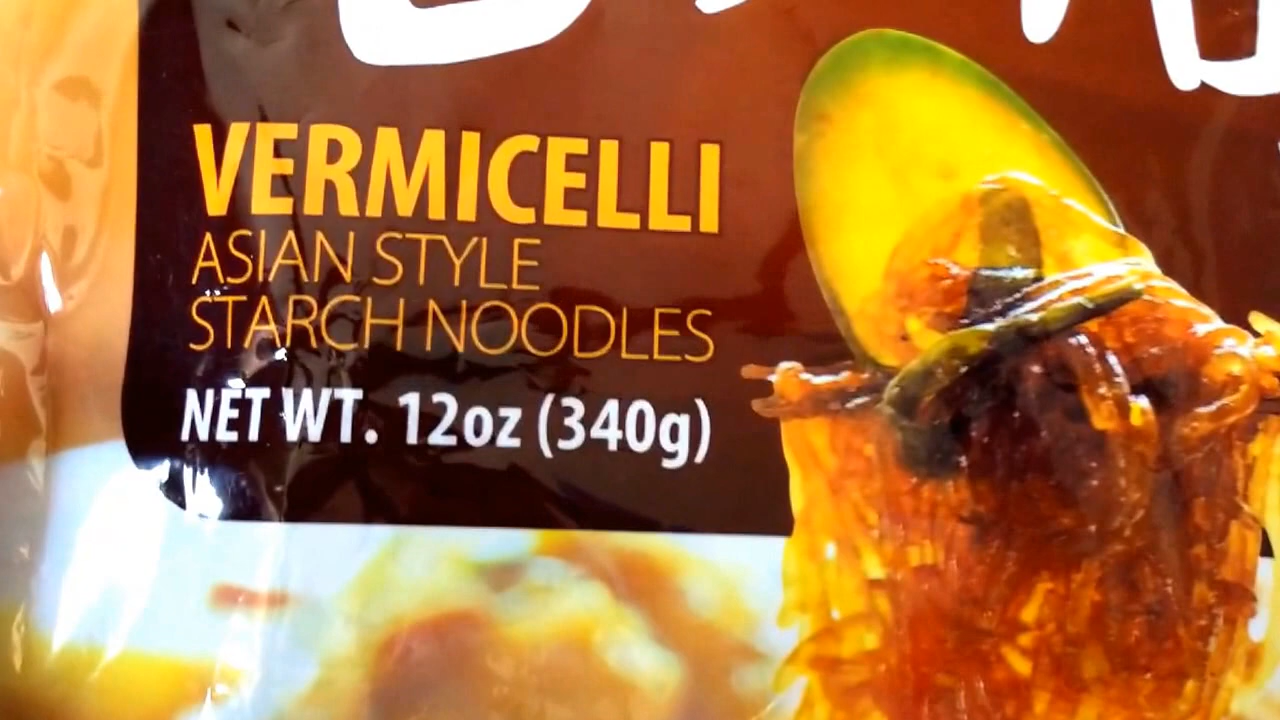 VERMICELLI
ASIAN STYLE
STARCH NOODLES
NET WT. 12oz (340g)